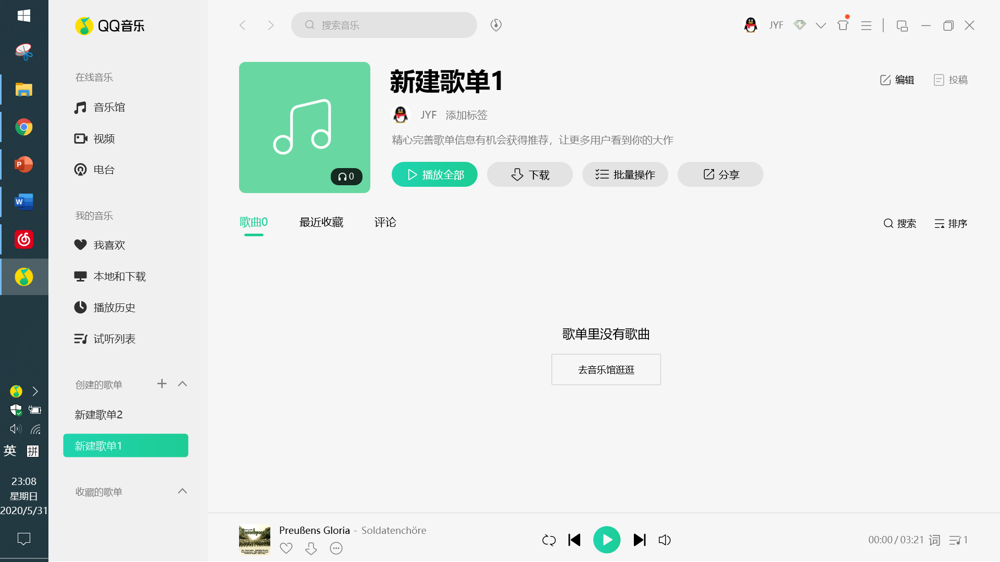 QQ音乐
搜索音乐
JYF
在线音乐
音乐馆
视频
电台
我的音乐
我喜欢
本地和下载
播放历史
试听列表
创建的歌单
新建歌单2
新建歌单1
收藏的歌单
新建歌单1
编辑
投稿
JYF 添加标签
精心完善歌单信息有机会获得推荐，让更多用户看到你的大作
0
播放全部
下载
批量操作
分享
歌曲0
最近收藏
评论
搜索
排序
歌单里没有歌曲
去音乐馆逛逛
Preußens Gloria - Soldatenchöre
00:00 / 03:21
词
1
P
W
英
拼
23:08
星期日
2020/5/31